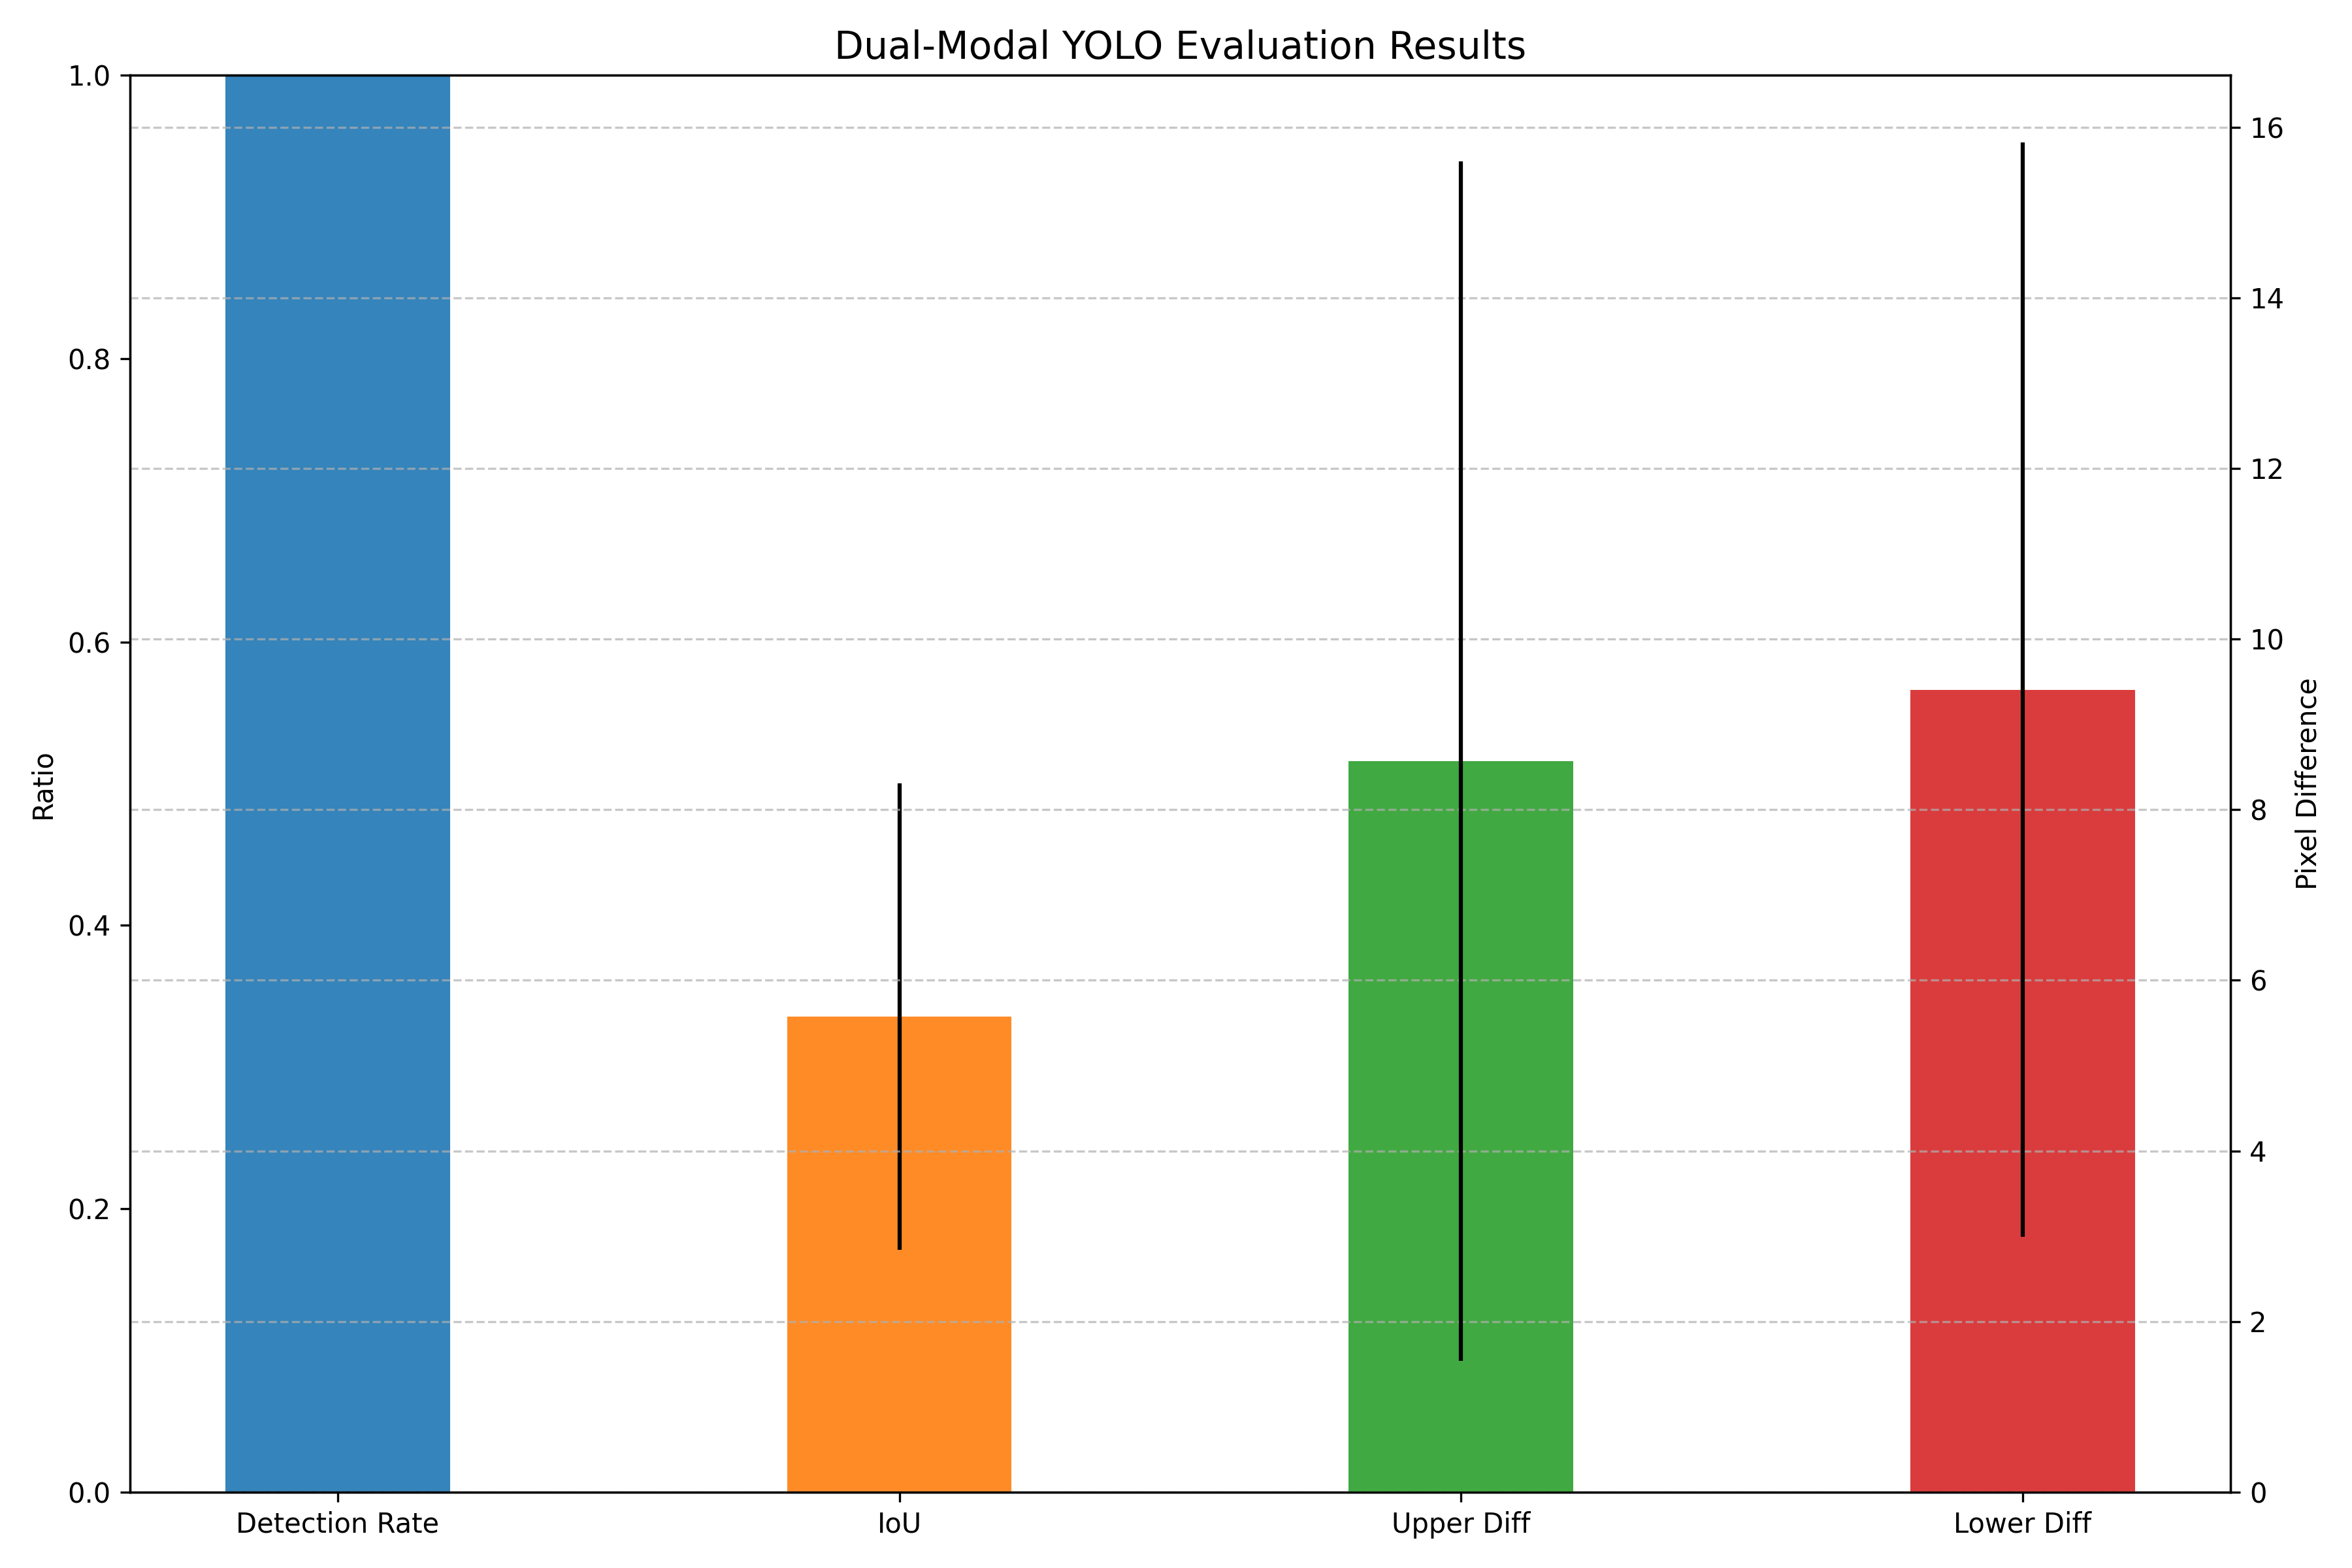 Dual-Modal YOLO Evaluation Results
1.0
0.8
0.6
0.4
0.2
0.0
Ratio
16
14
12
10
8
6
4
2
0
Pixel Difference
Detection Rate
IoU
Upper Diff
Lower Diff